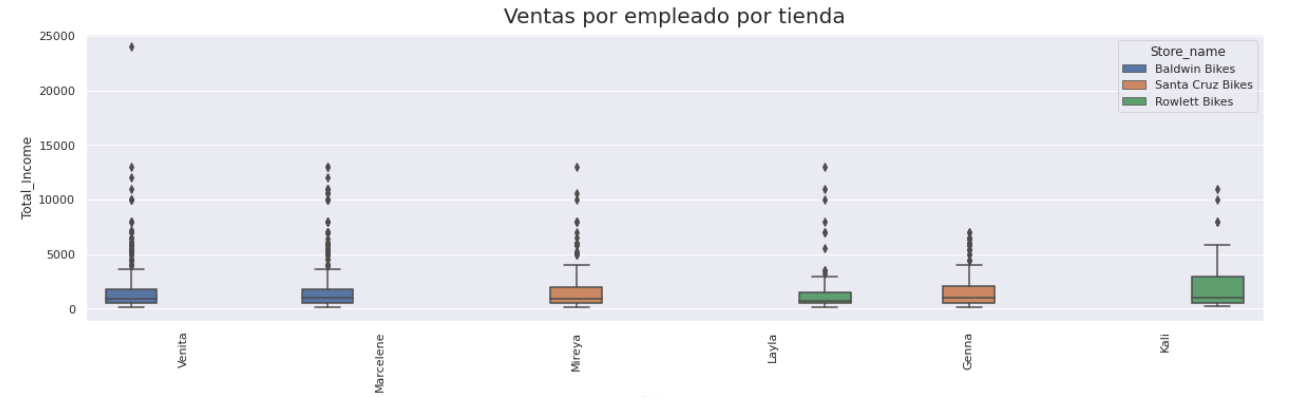 Ventas por empleado por tienda
25000
20000
15000
10000
5000
0
Total_Income
Store_name
Baldwin Bikes
Santa Cruz Bikes
Rowlett Bikes
Venita
Marcelene
Mireya
Layla
Genna
Kali